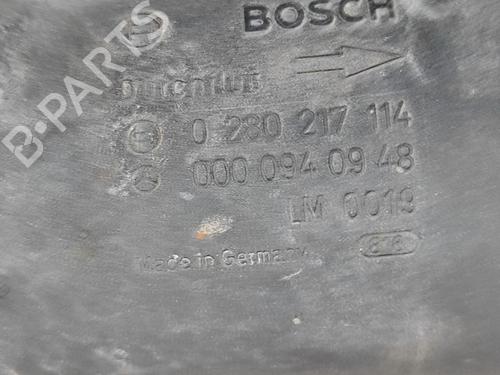 BOSCH
0 280 217 114
000 094 09 48
LM 0019
Made in Germany
B-PARTS